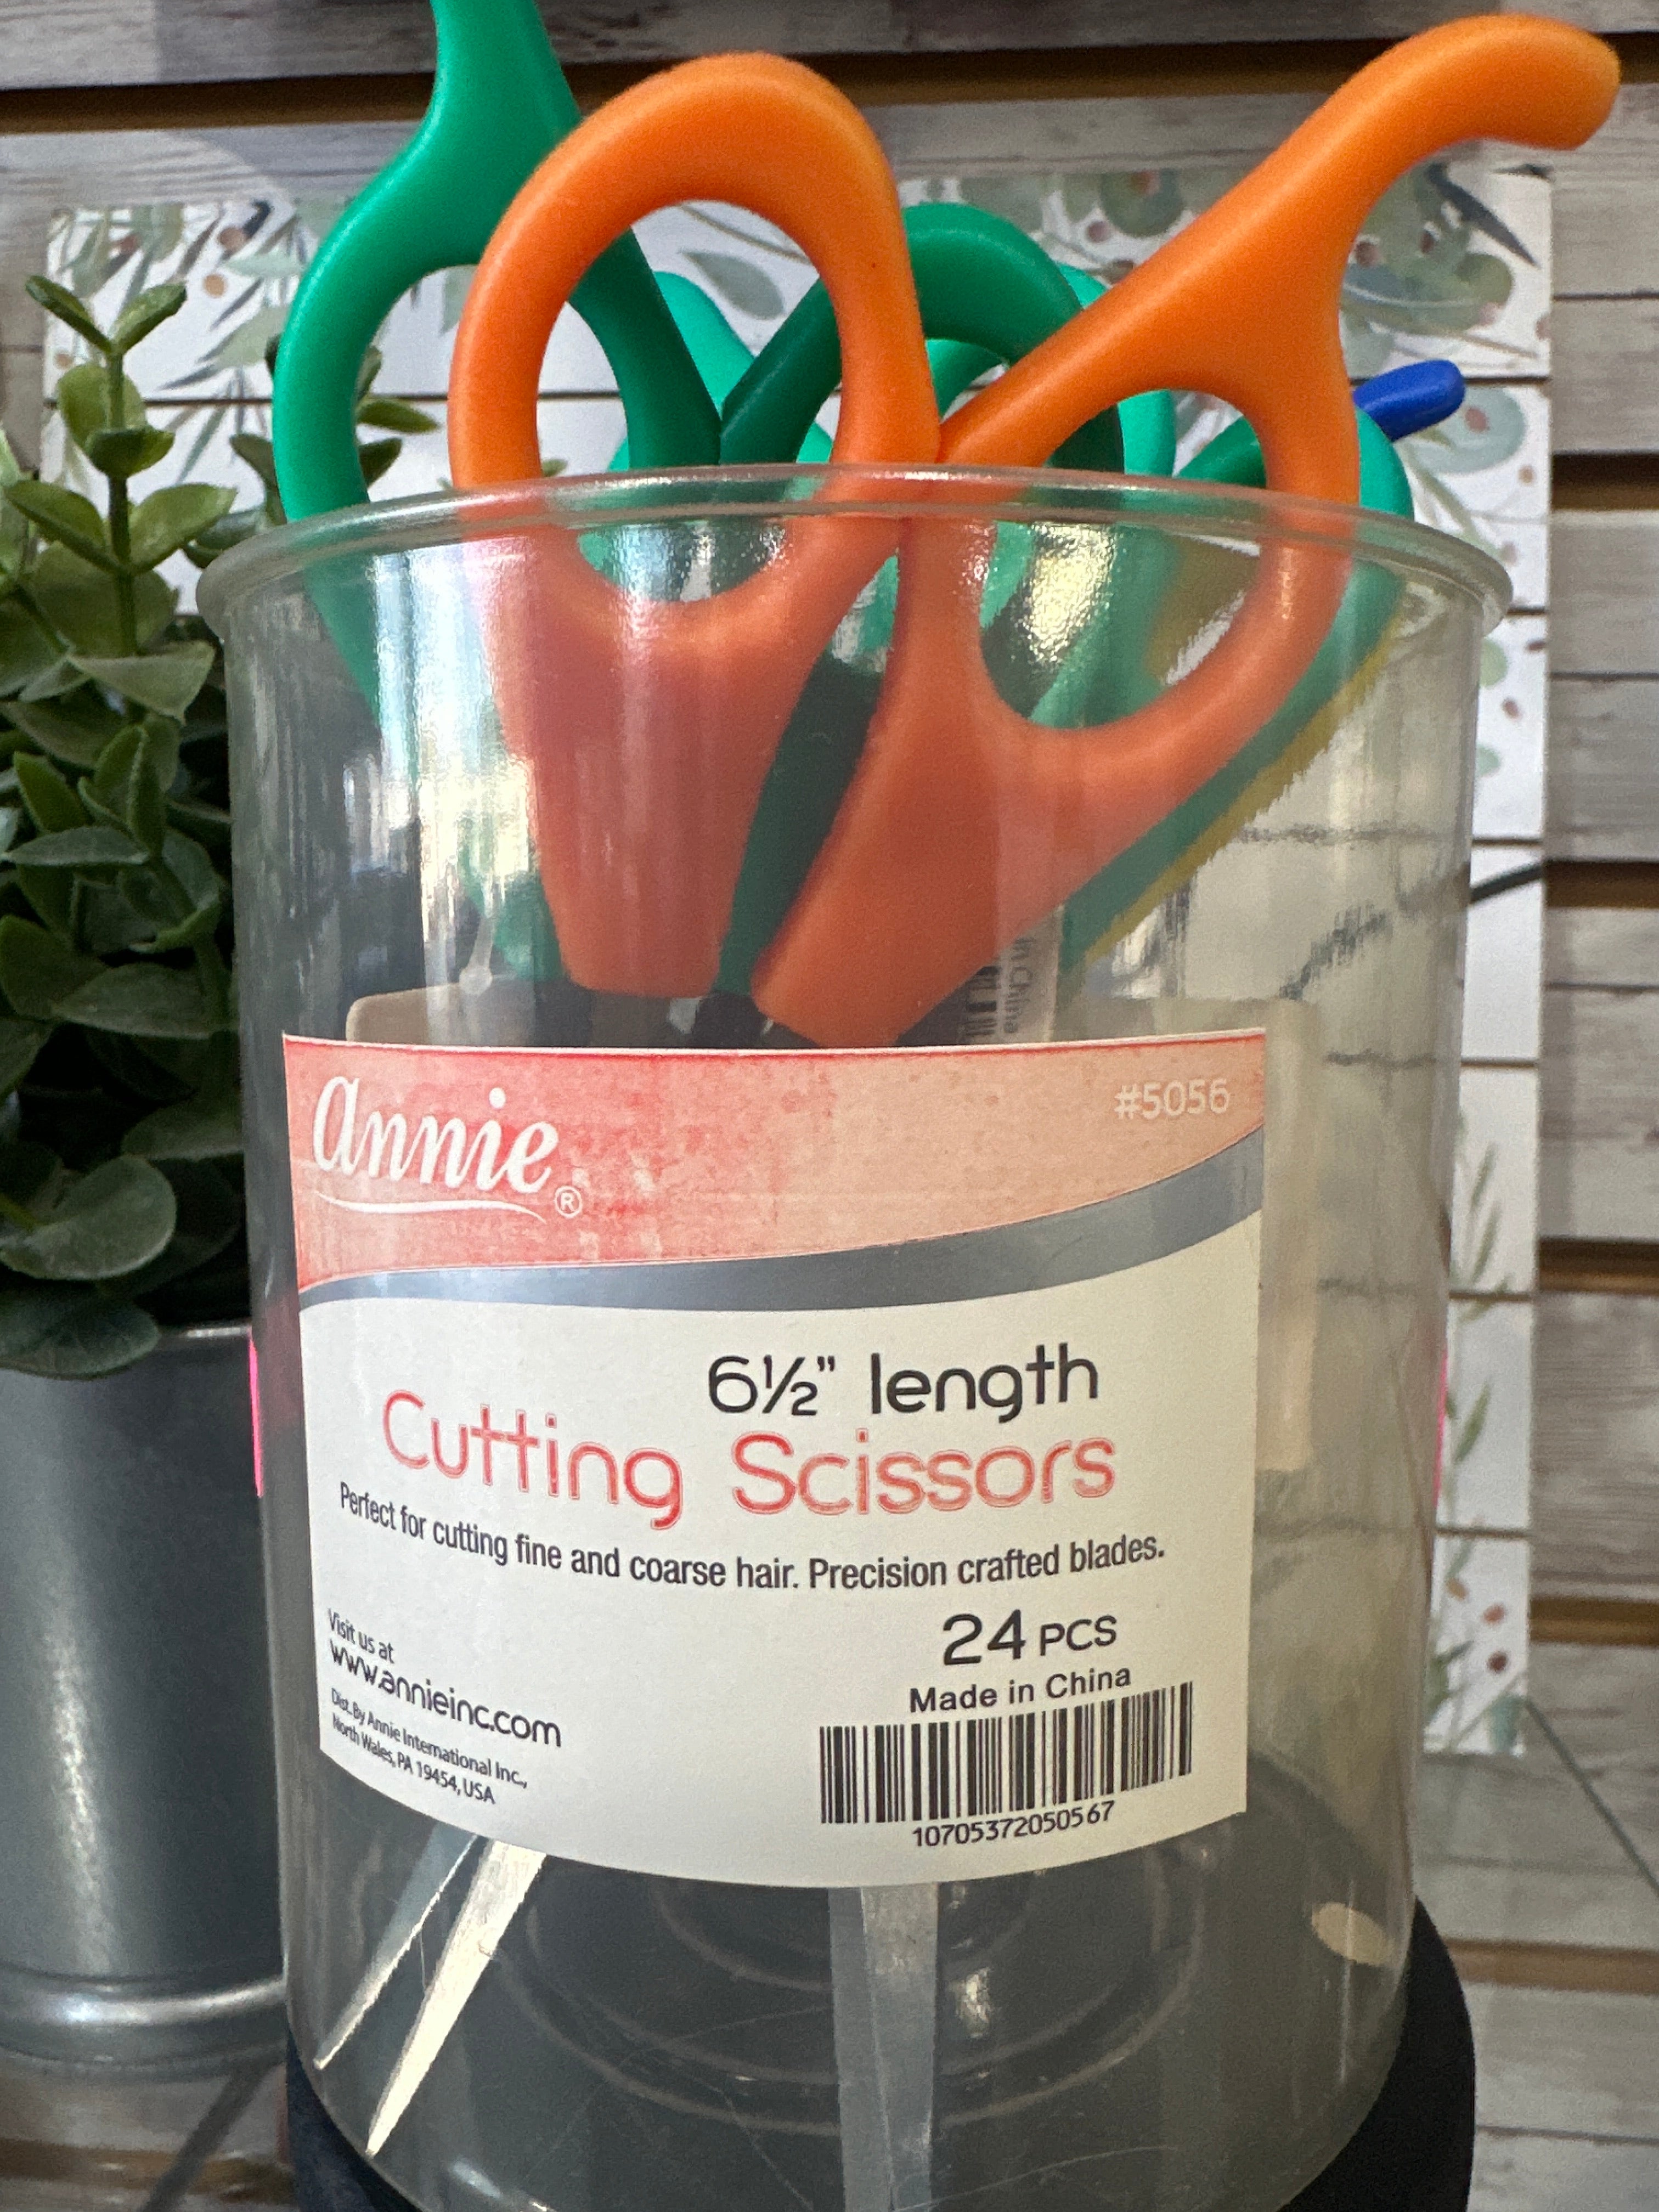 in China
annie®
#5056
6½" length
Cutting Scissors
Perfect for cutting fine and coarse hair. Precision crafted blades.
24 PCS
Made in China
Visit us at
www.annieinc.com
Dist. By Annie International Inc.,
North Wales, PA 19454, USA
10705372050567